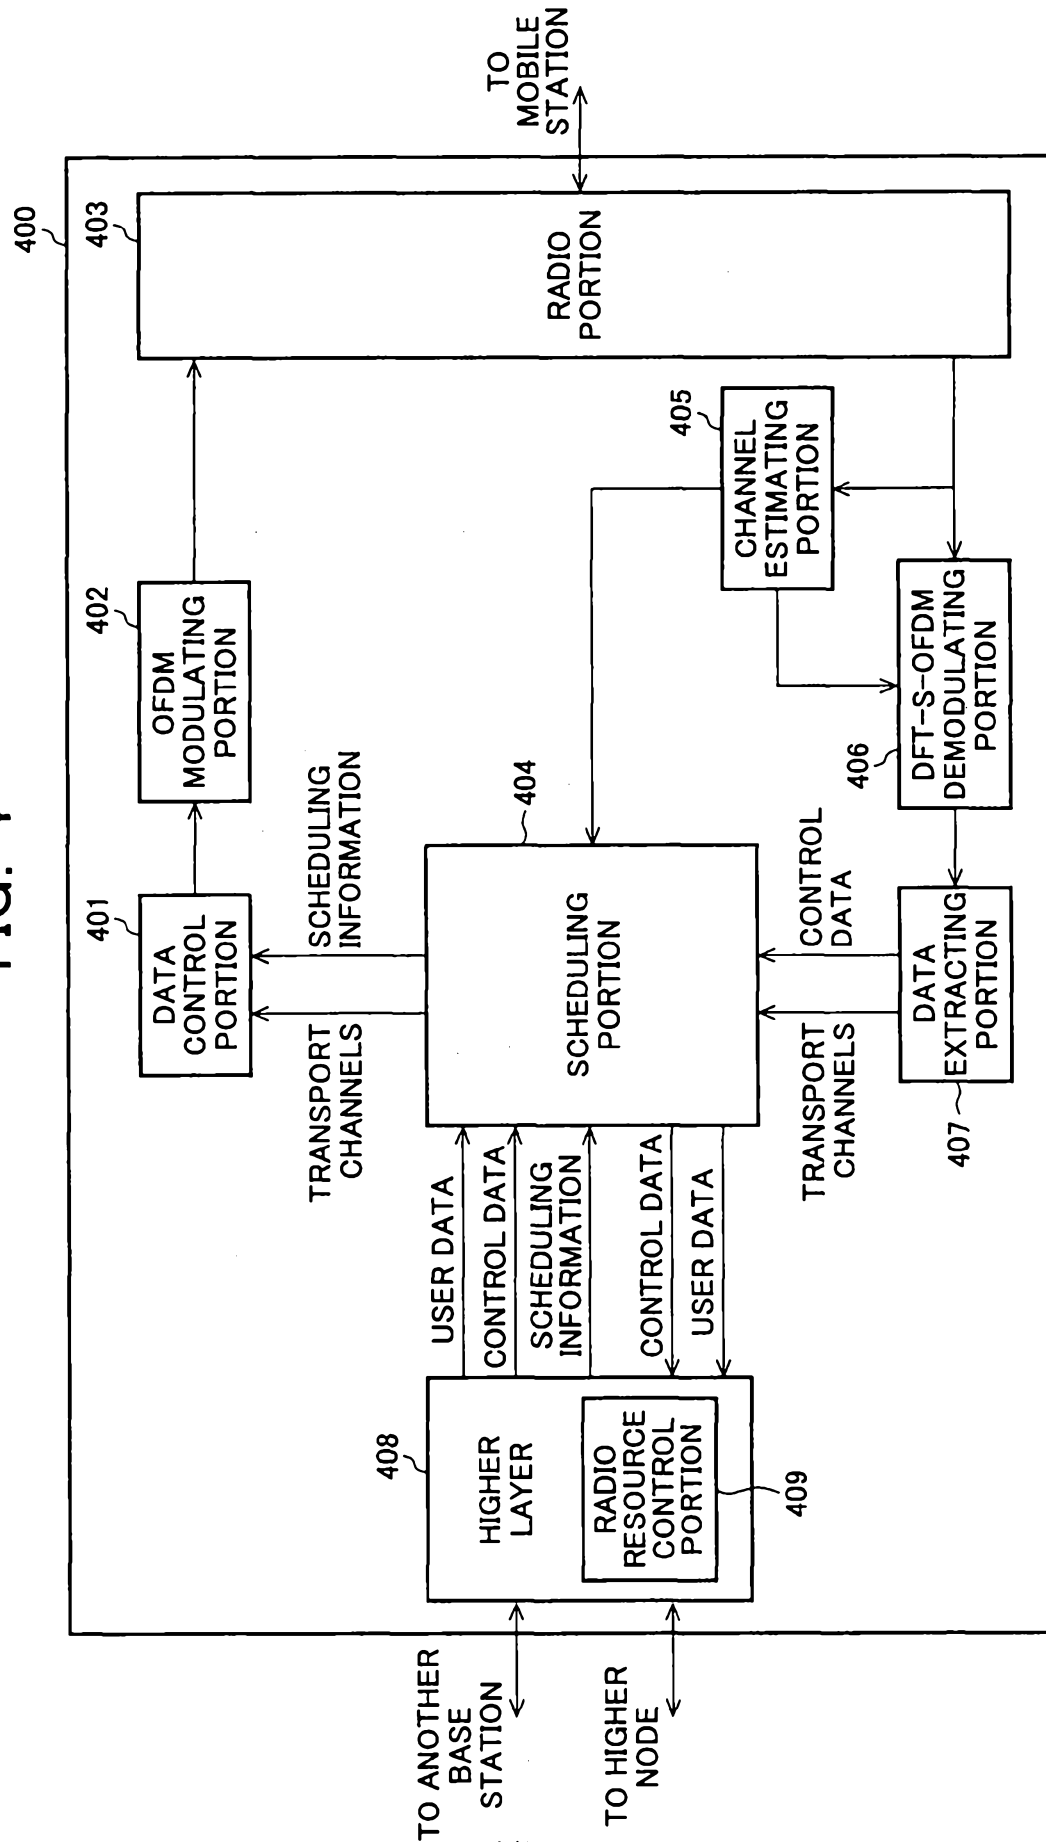 400
403
RADIO
PORTION
TO
MOBILE
STATION
402
OFDM
MODULATING
PORTION
401
DATA
CONTROL
PORTION
405
CHANNEL
ESTIMATING
PORTION
406
DFT-S-OFDM
DEMODULATING
PORTION
407
DATA
EXTRACTING
PORTION
404
SCHEDULING
PORTION
TRANSPORT
CHANNELS
SCHEDULING
INFORMATION
TRANSPORT
CHANNELS
CONTROL
DATA
USER DATA
CONTROL DATA
SCHEDULING
INFORMATION
CONTROL DATA
USER DATA
408
HIGHER
LAYER
RADIO
RESOURCE
CONTROL
PORTION
409
TO ANOTHER
BASE
STATION
TO HIGHER
NODE